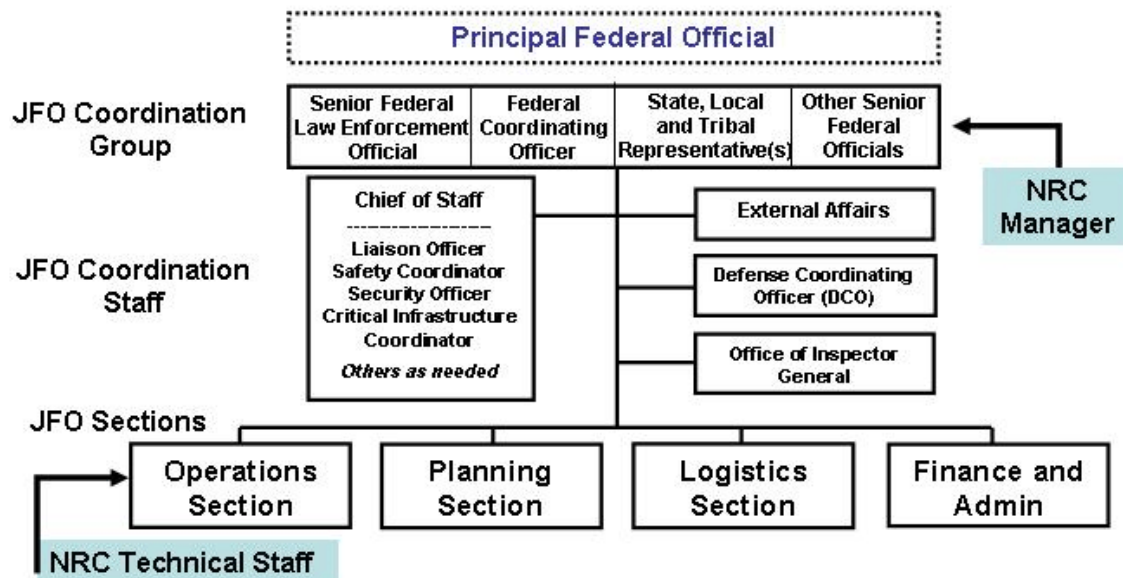 Principal Federal Official
JFO Coordination
Group
Senior Federal
Law Enforcement
Official
Federal
Coordinating
Officer
State, Local
and Tribal
Representative(s)
Other Senior
Federal
Officials
NRC
Manager
JFO Coordination
Staff
Chief of Staff
------------------------
Liaison Officer
Safety Coordinator
Security Officer
Critical Infrastructure
Coordinator
Others as needed
External Affairs
Defense Coordinating
Officer (DCO)
Office of Inspector
General
JFO Sections
Operations
Section
Planning
Section
Logistics
Section
Finance and
Admin
NRC Technical Staff